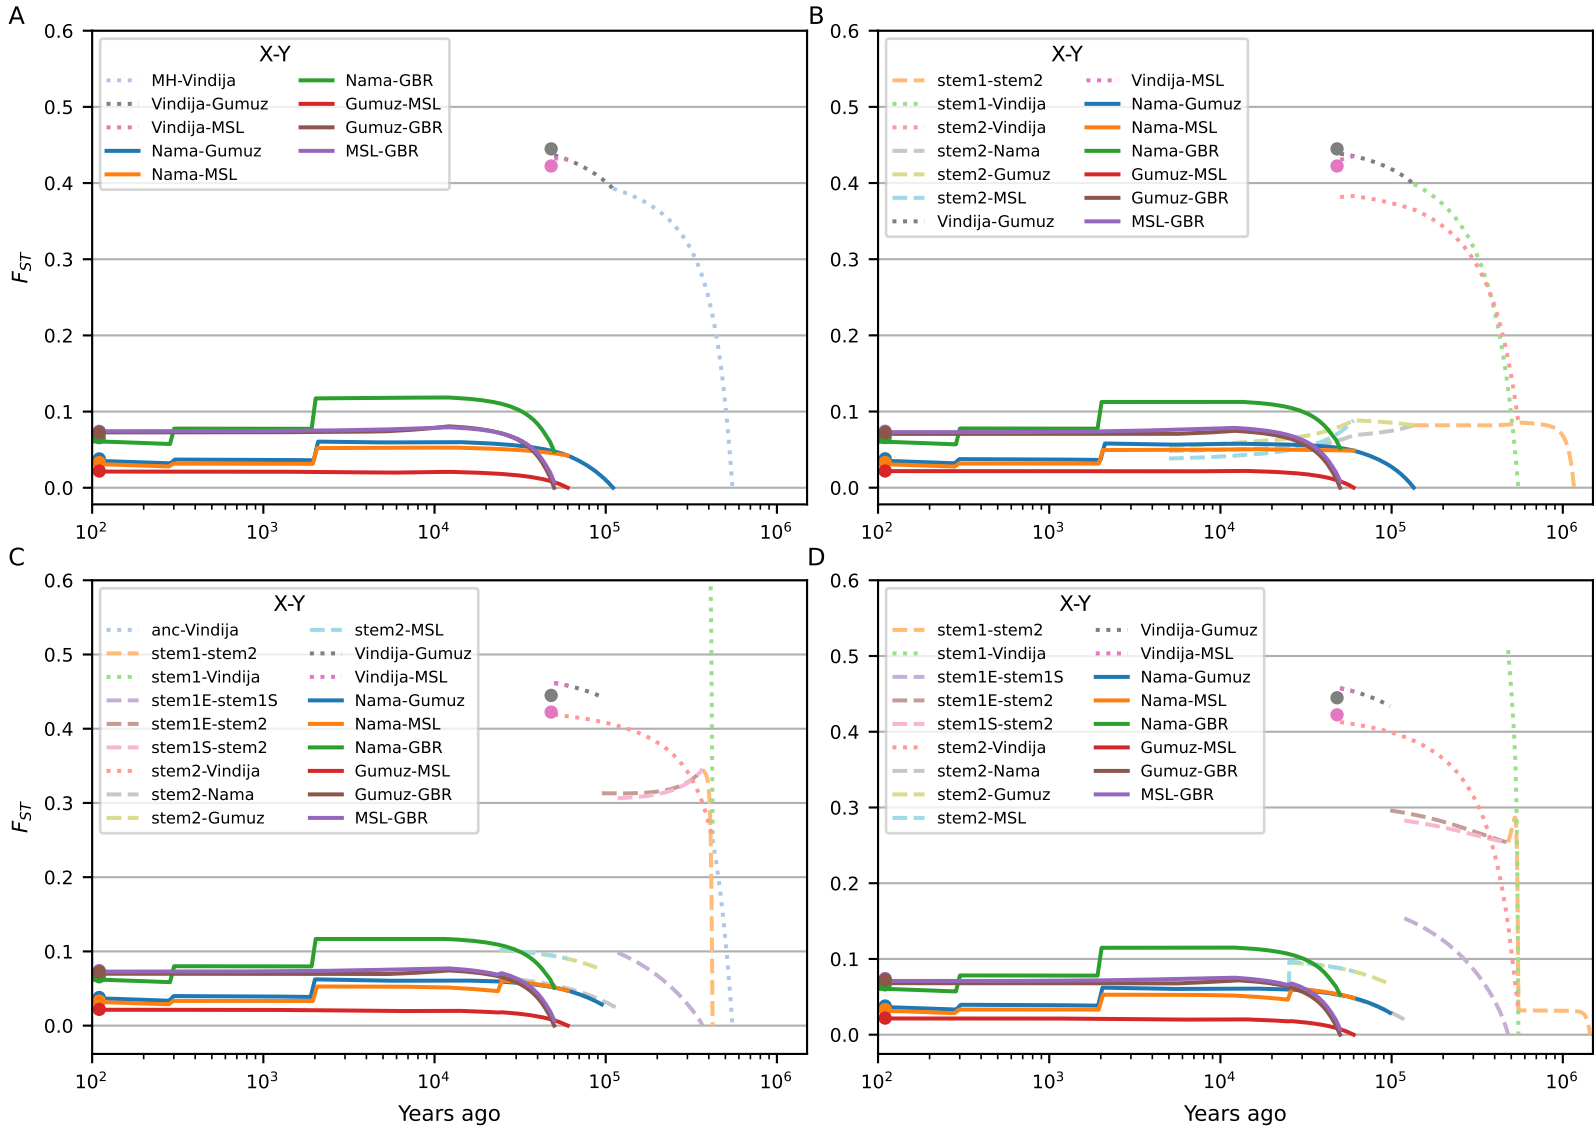 A
0.6
0.5
0.4
0.3
0.2
0.1
0.0
F_ST
X-Y
MH-Vindija
Vindija-Gumuz
Vindija-MSL
Nama-Gumuz
Nama-MSL
Nama-GBR
Gumuz-MSL
Gumuz-GBR
MSL-GBR
10^2
10^3
10^4
10^5
10^6
B
0.6
0.5
0.4
0.3
0.2
0.1
0.0
X-Y
stem1-stem2
stem1-Vindija
stem2-Vindija
stem2-Nama
stem2-Gumuz
stem2-MSL
Vindija-Gumuz
Vindija-MSL
Nama-Gumuz
Nama-MSL
Nama-GBR
Gumuz-MSL
Gumuz-GBR
MSL-GBR
10^2
10^3
10^4
10^5
10^6
C
0.6
0.5
0.4
0.3
0.2
0.1
0.0
F_ST
X-Y
anc-Vindija
stem1-stem2
stem1-Vindija
stem1E-stem1S
stem1E-stem2
stem1S-stem2
stem2-Vindija
stem2-Nama
stem2-Gumuz
stem2-MSL
Vindija-Gumuz
Vindija-MSL
Nama-Gumuz
Nama-MSL
Nama-GBR
Gumuz-MSL
Gumuz-GBR
MSL-GBR
10^2
10^3
10^4
10^5
10^6
Years ago
D
0.6
0.5
0.4
0.3
0.2
0.1
0.0
X-Y
stem1-stem2
stem1-Vindija
stem1E-stem1S
stem1E-stem2
stem1S-stem2
stem2-Vindija
stem2-Nama
stem2-Gumuz
stem2-MSL
Vindija-Gumuz
Vindija-MSL
Nama-Gumuz
Nama-MSL
Nama-GBR
Gumuz-MSL
Gumuz-GBR
MSL-GBR
10^2
10^3
10^4
10^5
10^6
Years ago